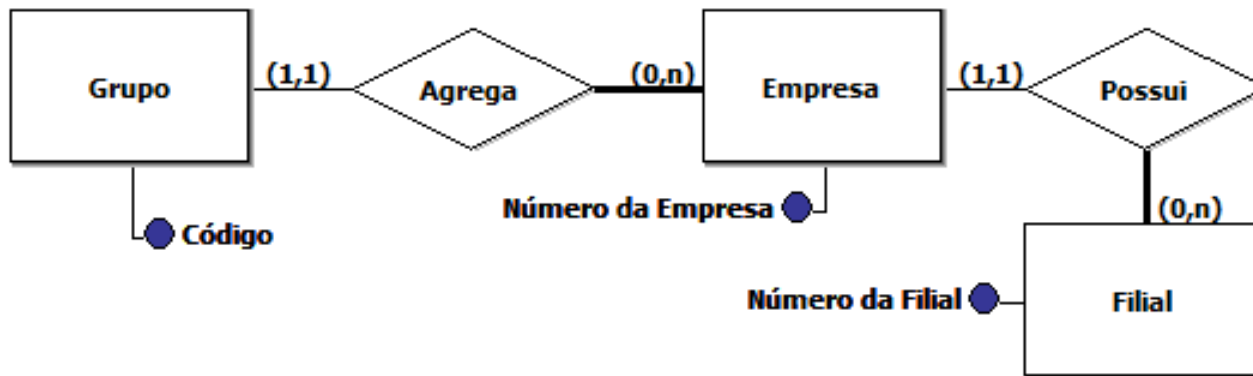 Grupo
(1,1)
Agrega
(0,n)
Empresa
(1,1)
Possui
Código
Número da Empresa
(0,n)
Número da Filial
Filial